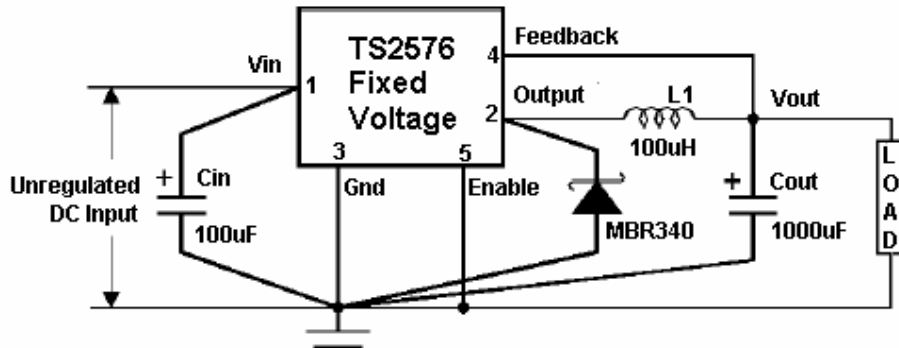 TS2576
Fixed
Voltage
Feedback
4
Vin
1
Output
2
L1
100uH
Vout
3
5
Gnd
Enable
Unregulated
DC Input
+
Cin
100uF
MBR340
+
Cout
1000uF
LOAD